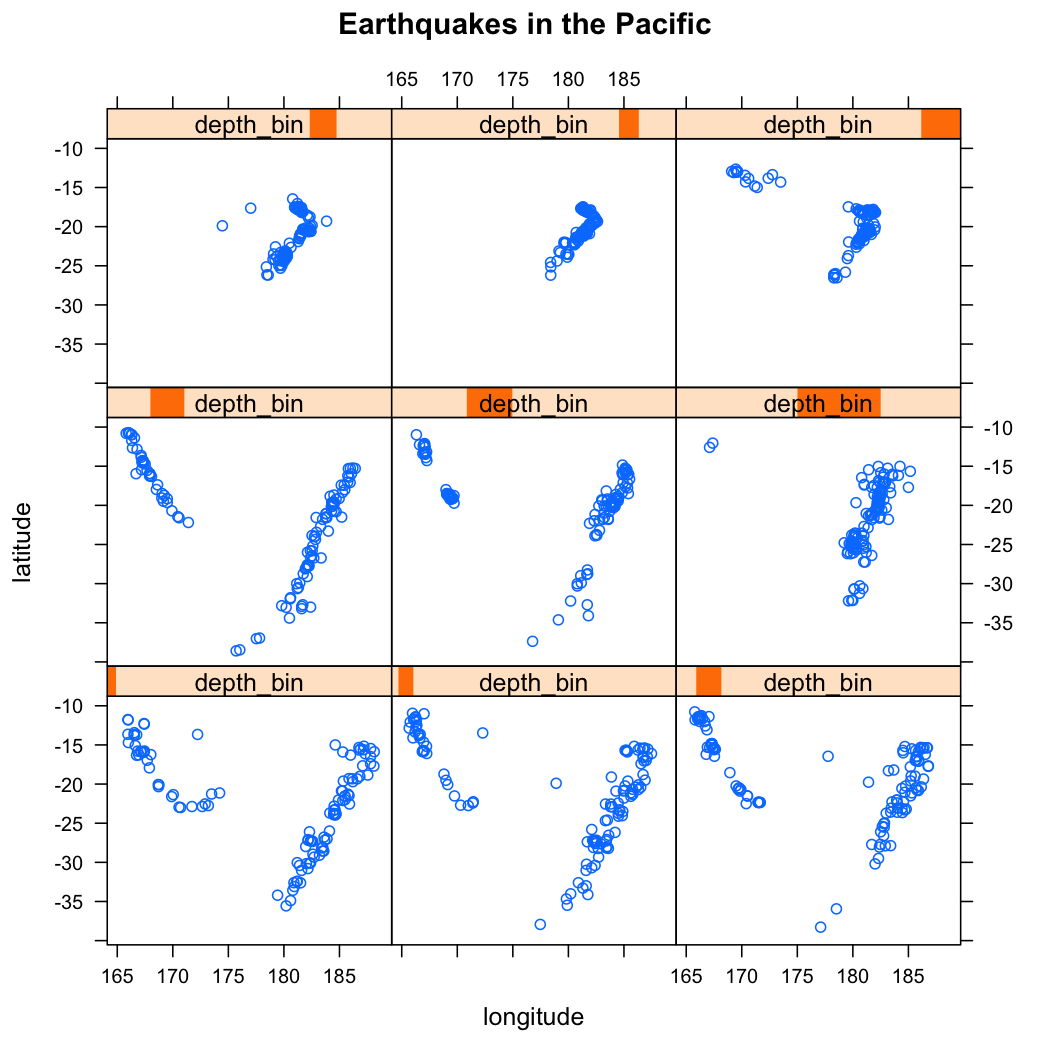 Earthquakes in the Pacific
165 170 175 180 185
depth_bin depth_bin depth_bin
-10
-15
-20
-25
-30
-35
depth_bin depth_bin depth_bin
-10
-15
-20
-25
-30
-35
latitude
depth_bin depth_bin depth_bin
-10
-15
-20
-25
-30
-35
165 170 175 180 185 165 170 175 180 185
longitude